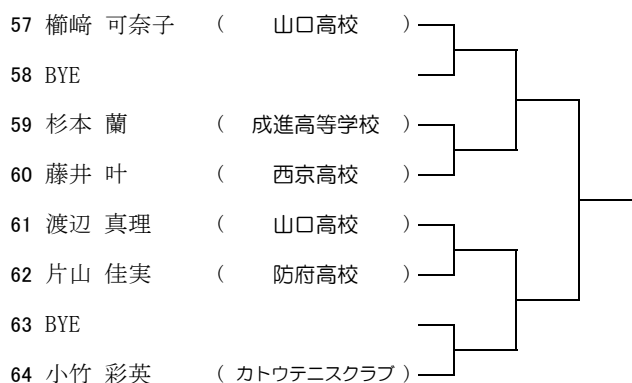 57 櫛﨑 可奈子 ( 山口高校 )
58 BYE
59 杉本 蘭 ( 成進高等学校 )
60 藤井 叶 ( 西京高校 )
61 渡辺 真理 ( 山口高校 )
62 片山 佳実 ( 防府高校 )
63 BYE
64 小竹 彩英 ( カトウテニスクラブ )